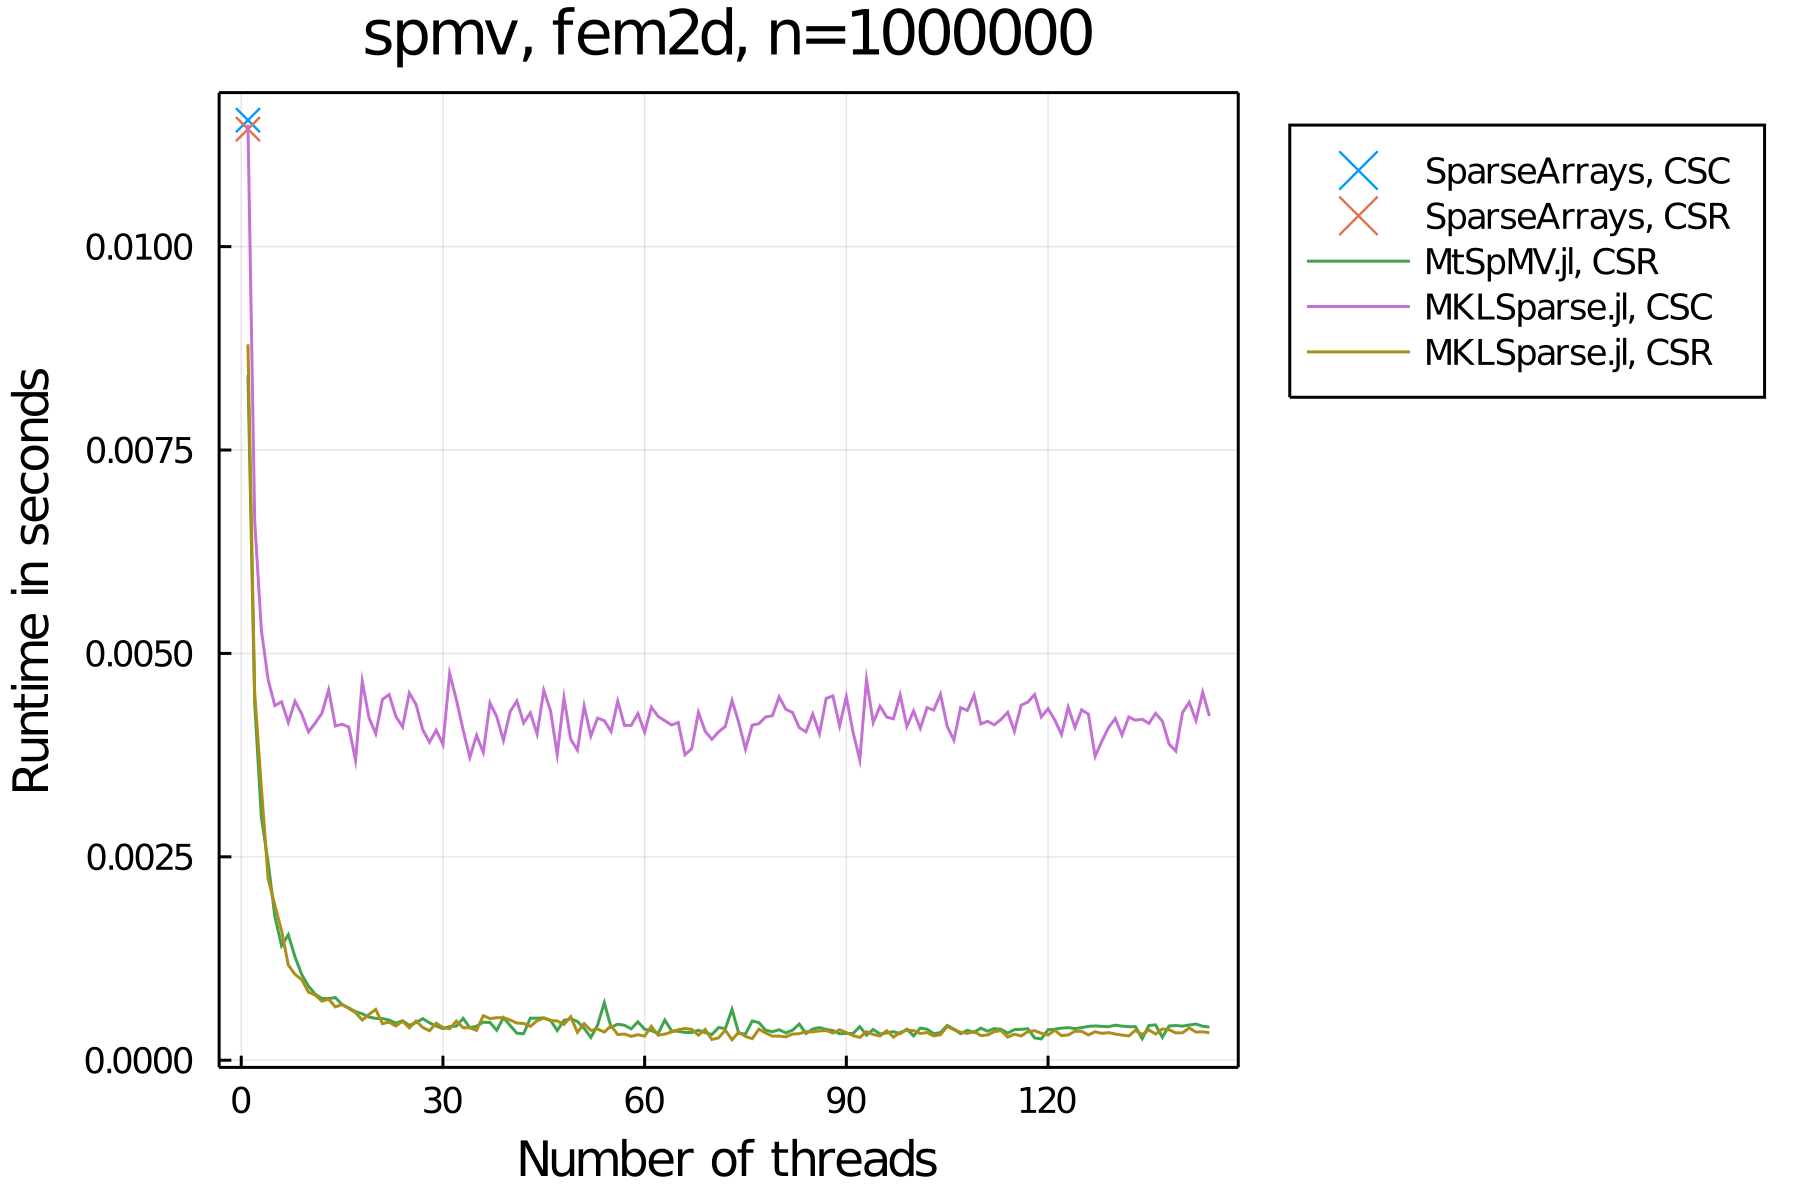 spmv, fem2d, n=1000000
SparseArrays, CSC
SparseArrays, CSR
MtSpMV.jl, CSR
MKLSparse.jl, CSC
MKLSparse.jl, CSR
Runtime in seconds
0.0100
0.0075
0.0050
0.0025
0.0000
0 30 60 90 120
Number of threads